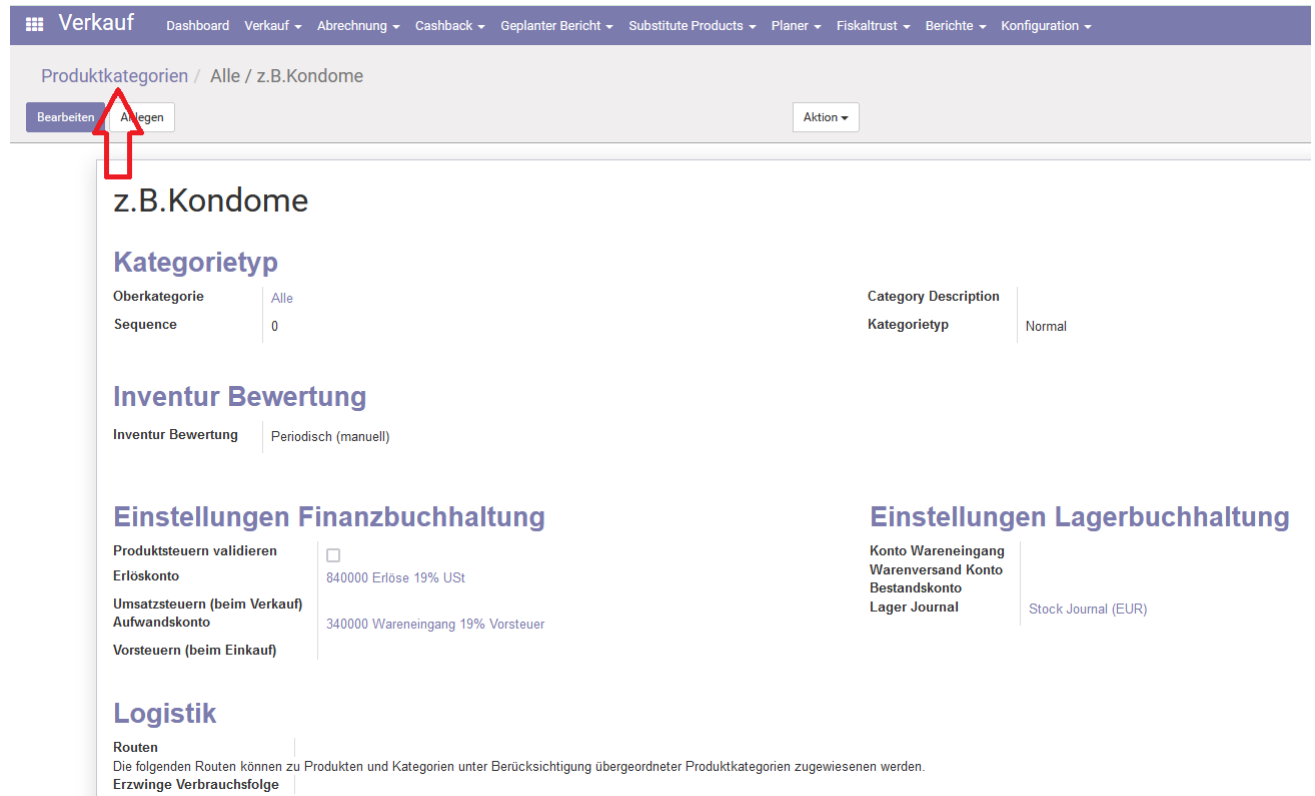 Verkauf Dashboard Verkauf Abrechnung Cashback Geplanter Bericht Substitute Products Planer Fiskaltrust Berichte Konfiguration
Produktkategorien / Alle / z.B.Kondome
Bearbeiten Anlegen Aktion
z.B.Kondome
Kategorietyp
Oberkategorie Alle Category Description
Sequence 0 Kategorietyp Normal
Inventur Bewertung
Inventur Bewertung Periodisch (manuell)
Einstellungen Finanzbuchhaltung Einstellungen Lagerbuchhaltung
Produktsteuern validieren Konto Wareneingang
Erlöskonto 840000 Erlöse 19% USt Warenversand Konto
Bestandskonto
Umsatzsteuern (beim Verkauf) Lager Journal Stock Journal (EUR)
Aufwandskonto 340000 Wareneingang 19% Vorsteuer
Vorsteuern (beim Einkauf)
Logistik
Routen
Die folgenden Routen können zu Produkten und Kategorien unter Berücksichtigung übergeordneter Produktkategorien zugewiesenen werden.
Erzwinge Verbrauchsfolge